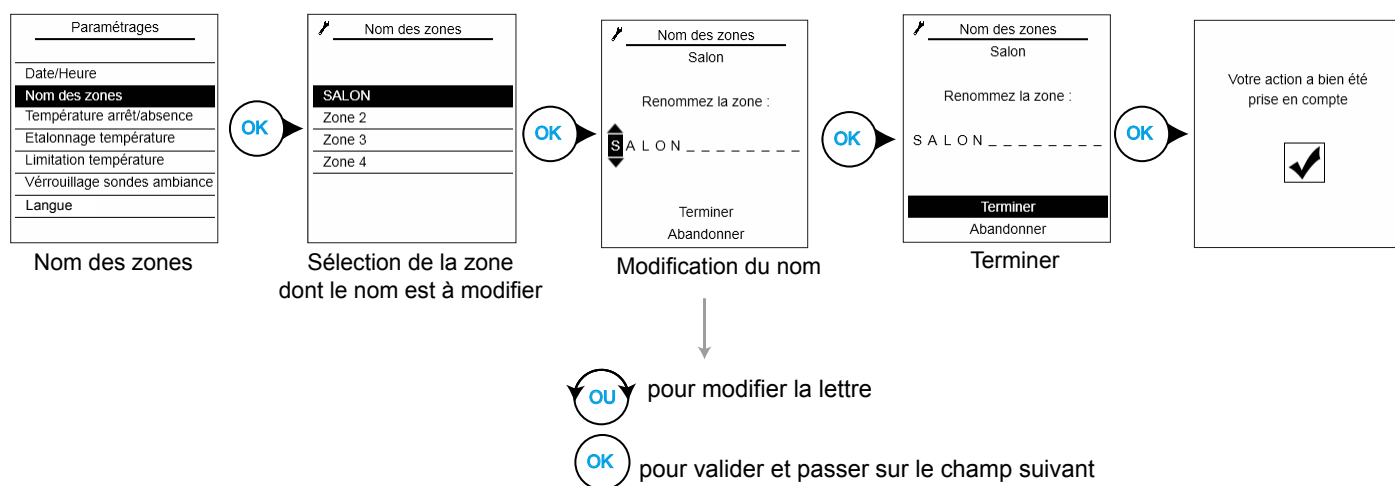 Paramétrages
Date/Heure
Nom des zones
Température arrêt/absence
Etalonnage température
Limitation température
Vérrouillage sondes ambiance
Langue
Nom des zones
OK
Nom des zones
SALON
Zone 2
Zone 3
Zone 4
Sélection de la zone
dont le nom est à modifier
OK
Nom des zones
Salon
Renommez la zone :
S A L O N _ _ _ _ _ _ _ _
Terminer
Abandonner
Modification du nom
OK
Nom des zones
Salon
Renommez la zone :
S A L O N _ _ _ _ _ _ _ _
Terminer
Abandonner
Terminer
OK
Votre action a bien été
prise en compte
OU pour modifier la lettre
OK pour valider et passer sur le champ suivant